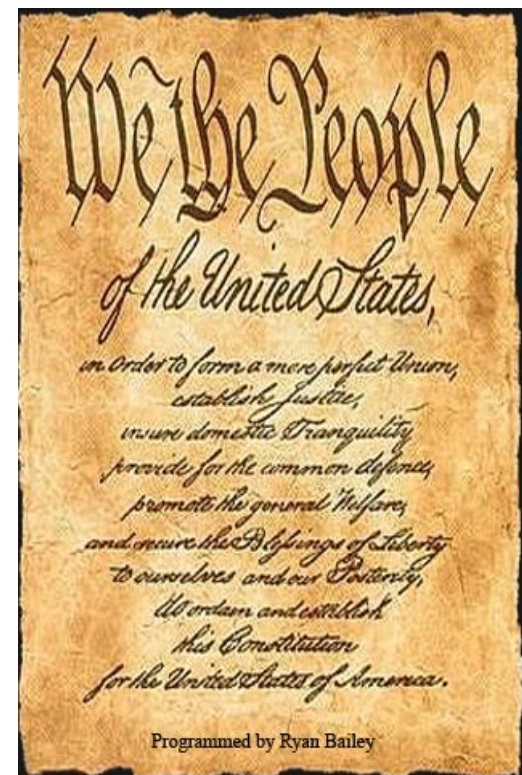 We the People
of the United States,
in Order to form a more perfect Union,
establish Justice,
insure domestic Tranquility
provide for the common defence,
promote the general Welfare,
and secure the Blessings of Liberty
to ourselves and our Posterity,
do ordain and establish
this Constitution
for the United States of America.
Programmed by Ryan Bailey